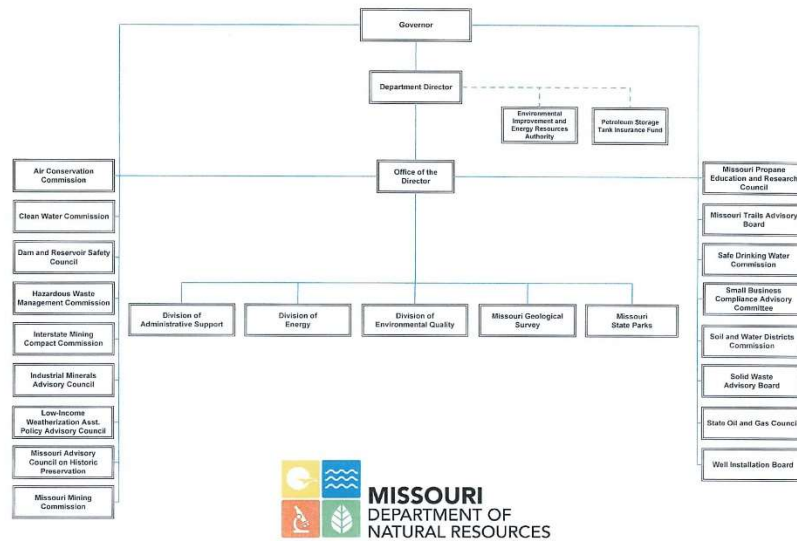 Governor
Department Director
Environmental
Improvement and
Energy Resources
Authority
Petroleum Storage
Tank Insurance Fund
Office of the
Director
Air Conservation
Commission
Clean Water Commission
Dam and Reservoir Safety
Council
Hazardous Waste
Management Commission
Interstate Mining
Compact Commission
Industrial Minerals
Advisory Council
Low-Income
Weatherization Asst.
Policy Advisory Council
Missouri Advisory
Council on Historic
Preservation
Missouri Mining
Commission
Division of
Administrative Support
Division of
Energy
Division of
Environmental Quality
Missouri Geological
Survey
Missouri
State Parks
Missouri Propane
Education and Research
Council
Missouri Trails Advisory
Board
Safe Drinking Water
Commission
Small Business
Compliance Advisory
Committee
Soil and Water Districts
Commission
Solid Waste
Advisory Board
State Oil and Gas Council
Well Installation Board
MISSOURI
DEPARTMENT OF
NATURAL RESOURCES